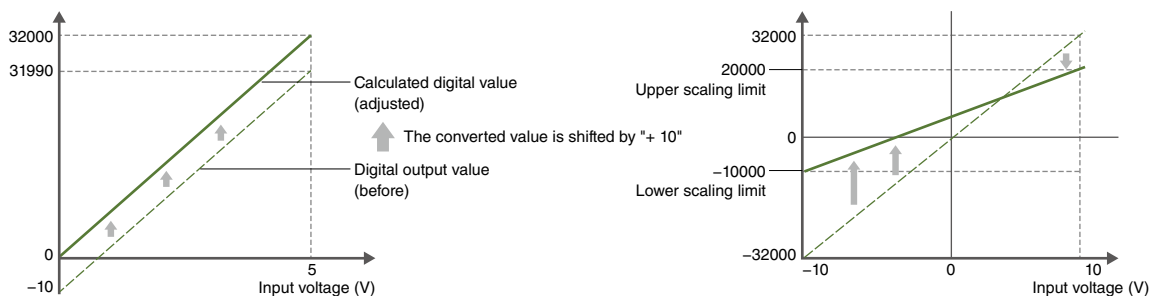 32000
31990
Calculated digital value
(adjusted)
The converted value is shifted by "+ 10"
Digital output value
(before)
0
-10
5
Input voltage (V)
32000
20000
Upper scaling limit
0
-10000
Lower scaling limit
-32000
-10
0
10
Input voltage (V)